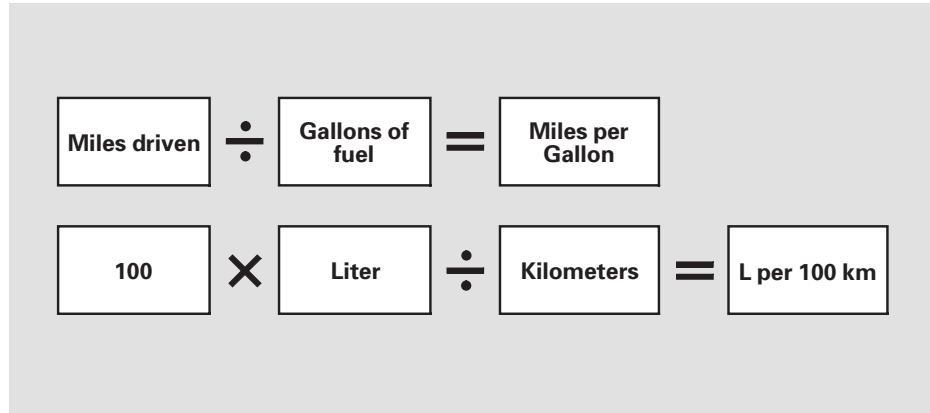 Miles driven ÷ Gallons of fuel = Miles per Gallon
100 × Liter ÷ Kilometers = L per 100 km